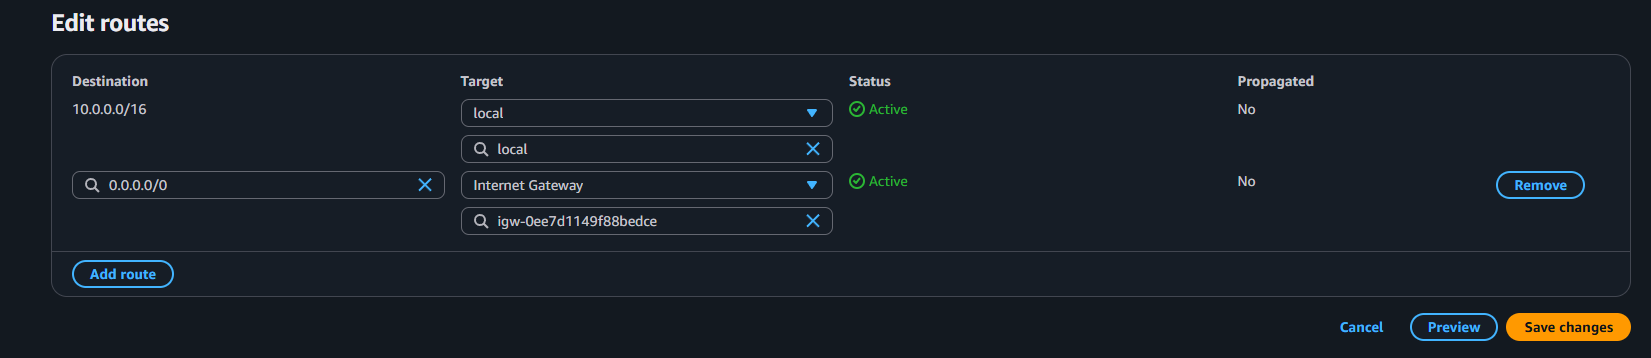 Edit routes
Destination Target Status Propagated
10.0.0.0/16 local Active No
local
0.0.0.0/0 Internet Gateway Active No Remove
igw-0ee7d1149f88bedce
Add route
Cancel Preview Save changes